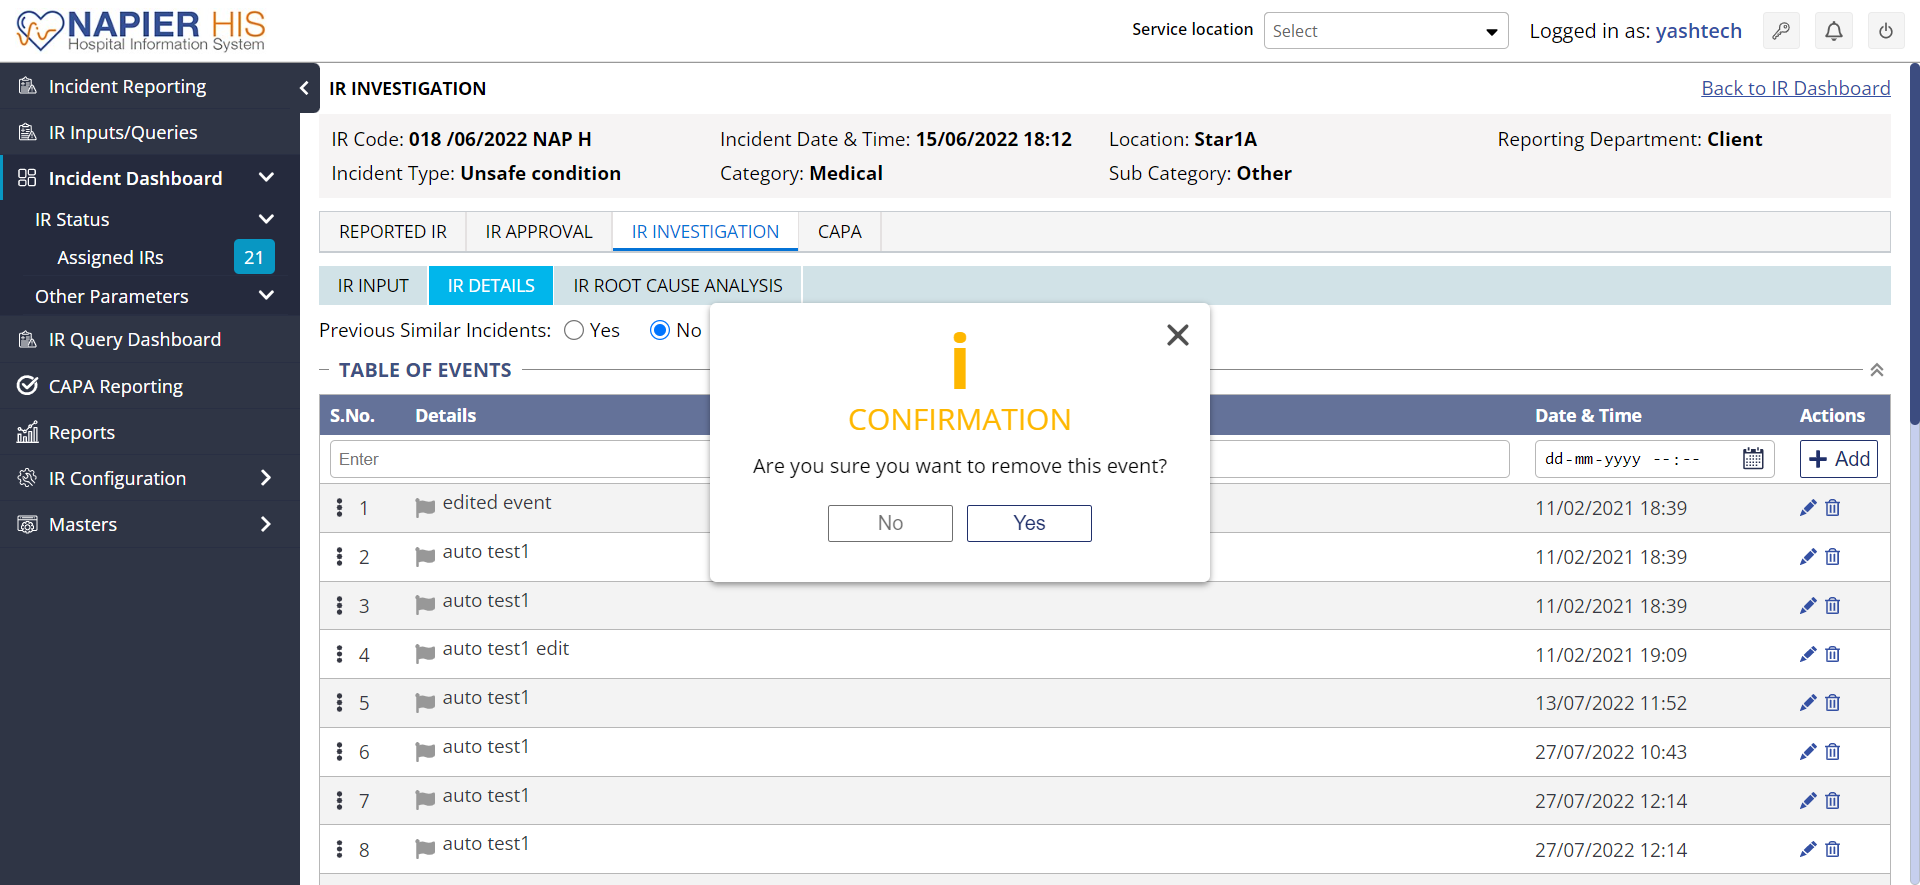 NAPIER HIS
Hospital Information System
Service location
Select
Logged in as: yashtech
Incident Reporting
IR Inputs/Queries
Incident Dashboard
IR Status
Assigned IRs 21
Other Parameters
IR Query Dashboard
CAPA Reporting
Reports
IR Configuration
Masters
IR INVESTIGATION
Back to IR Dashboard
IR Code: 018 /06/2022 NAP H Incident Date & Time: 15/06/2022 18:12 Location: Star1A Reporting Department: Client
Incident Type: Unsafe condition Category: Medical Sub Category: Other
REPORTED IR IR APPROVAL IR INVESTIGATION CAPA
IR INPUT IR DETAILS IR ROOT CAUSE ANALYSIS
Previous Similar Incidents: Yes No
TABLE OF EVENTS
S.No. Details Date & Time Actions
Enter dd-mm-yyyy --:-- Add
1 edited event 11/02/2021 18:39
2 auto test1 11/02/2021 18:39
3 auto test1 11/02/2021 18:39
4 auto test1 edit 11/02/2021 19:09
5 auto test1 13/07/2022 11:52
6 auto test1 27/07/2022 10:43
7 auto test1 27/07/2022 12:14
8 auto test1 27/07/2022 12:14
CONFIRMATION
Are you sure you want to remove this event?
No Yes